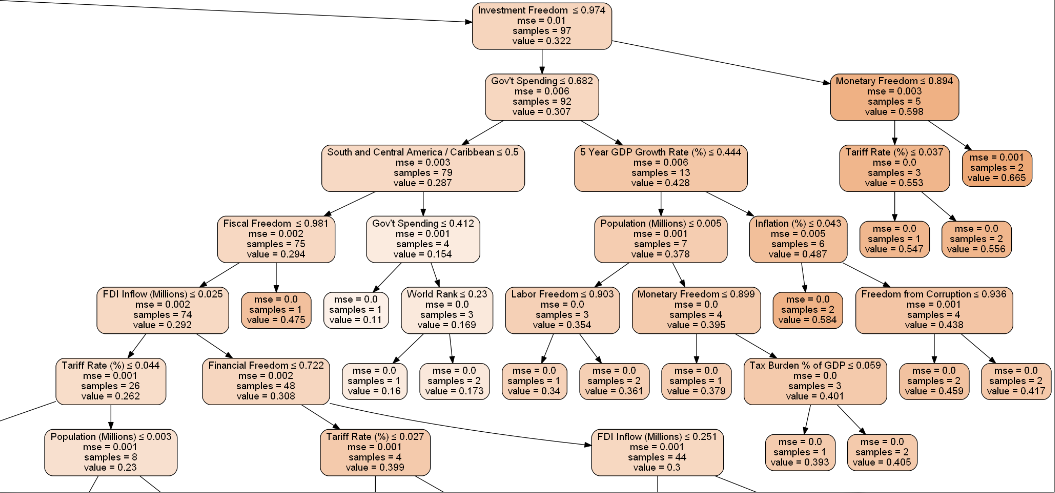 Investment Freedom ≤ 0.974
mse = 0.01
samples = 97
value = 0.322
Gov't Spending ≤ 0.682
mse = 0.006
samples = 92
value = 0.307
Monetary Freedom ≤ 0.894
mse = 0.003
samples = 5
value = 0.598
South and Central America / Caribbean ≤ 0.5
mse = 0.003
samples = 79
value = 0.287
5 Year GDP Growth Rate (%) ≤ 0.444
mse = 0.006
samples = 13
value = 0.428
Tariff Rate (%) ≤ 0.037
mse = 0.0
samples = 3
value = 0.553
mse = 0.001
samples = 2
value = 0.665
Fiscal Freedom ≤ 0.981
mse = 0.002
samples = 75
value = 0.294
Gov't Spending ≤ 0.412
mse = 0.001
samples = 4
value = 0.154
Population (Millions) ≤ 0.005
mse = 0.001
samples = 7
value = 0.378
Inflation (%) ≤ 0.043
mse = 0.005
samples = 6
value = 0.487
mse = 0.0
samples = 1
value = 0.547
mse = 0.0
samples = 2
value = 0.556
FDI Inflow (Millions) ≤ 0.025
mse = 0.002
samples = 74
value = 0.292
mse = 0.0
samples = 1
value = 0.475
mse = 0.0
samples = 1
value = 0.11
World Rank ≤ 0.23
mse = 0.0
samples = 3
value = 0.169
Labor Freedom ≤ 0.903
mse = 0.0
samples = 3
value = 0.354
Monetary Freedom ≤ 0.899
mse = 0.0
samples = 4
value = 0.395
mse = 0.0
samples = 2
value = 0.584
Freedom from Corruption ≤ 0.936
mse = 0.001
samples = 4
value = 0.438
Tariff Rate (%) ≤ 0.044
mse = 0.001
samples = 26
value = 0.262
Financial Freedom ≤ 0.722
mse = 0.002
samples = 48
value = 0.308
mse = 0.0
samples = 1
value = 0.16
mse = 0.0
samples = 2
value = 0.173
mse = 0.0
samples = 1
value = 0.34
mse = 0.0
samples = 2
value = 0.361
mse = 0.0
samples = 1
value = 0.379
Tax Burden % of GDP ≤ 0.059
mse = 0.0
samples = 3
value = 0.401
mse = 0.0
samples = 2
value = 0.459
mse = 0.0
samples = 2
value = 0.417
Population (Millions) ≤ 0.003
mse = 0.001
samples = 8
value = 0.23
Tariff Rate (%) ≤ 0.027
mse = 0.001
samples = 4
value = 0.399
FDI Inflow (Millions) ≤ 0.251
mse = 0.001
samples = 44
value = 0.3
mse = 0.0
samples = 1
value = 0.393
mse = 0.0
samples = 2
value = 0.405